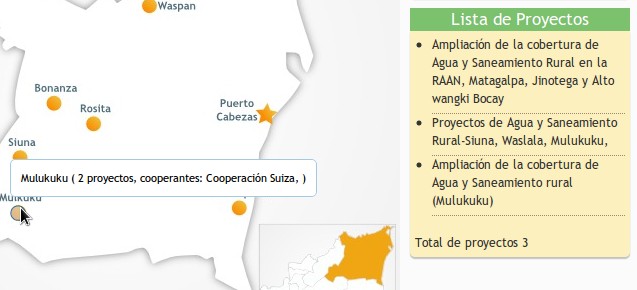 Waspan
Bonanza
Rosita
Puerto
Cabezas
Siuna
Mulukuku ( 2 proyectos, cooperantes: Cooperación Suiza, )
Mulkuku
Lista de Proyectos
Ampliación de la cobertura de
Agua y Saneamiento Rural en la
RAAN, Matagalpa, Jinotega y Alto
wangki Bocay
Proyectos de Agua y Saneamiento
Rural-Siuna, Waslala, Mulukuku,
Ampliación de la cobertura de
Agua y Saneamiento rural
(Mulukuku)
Total de proyectos 3